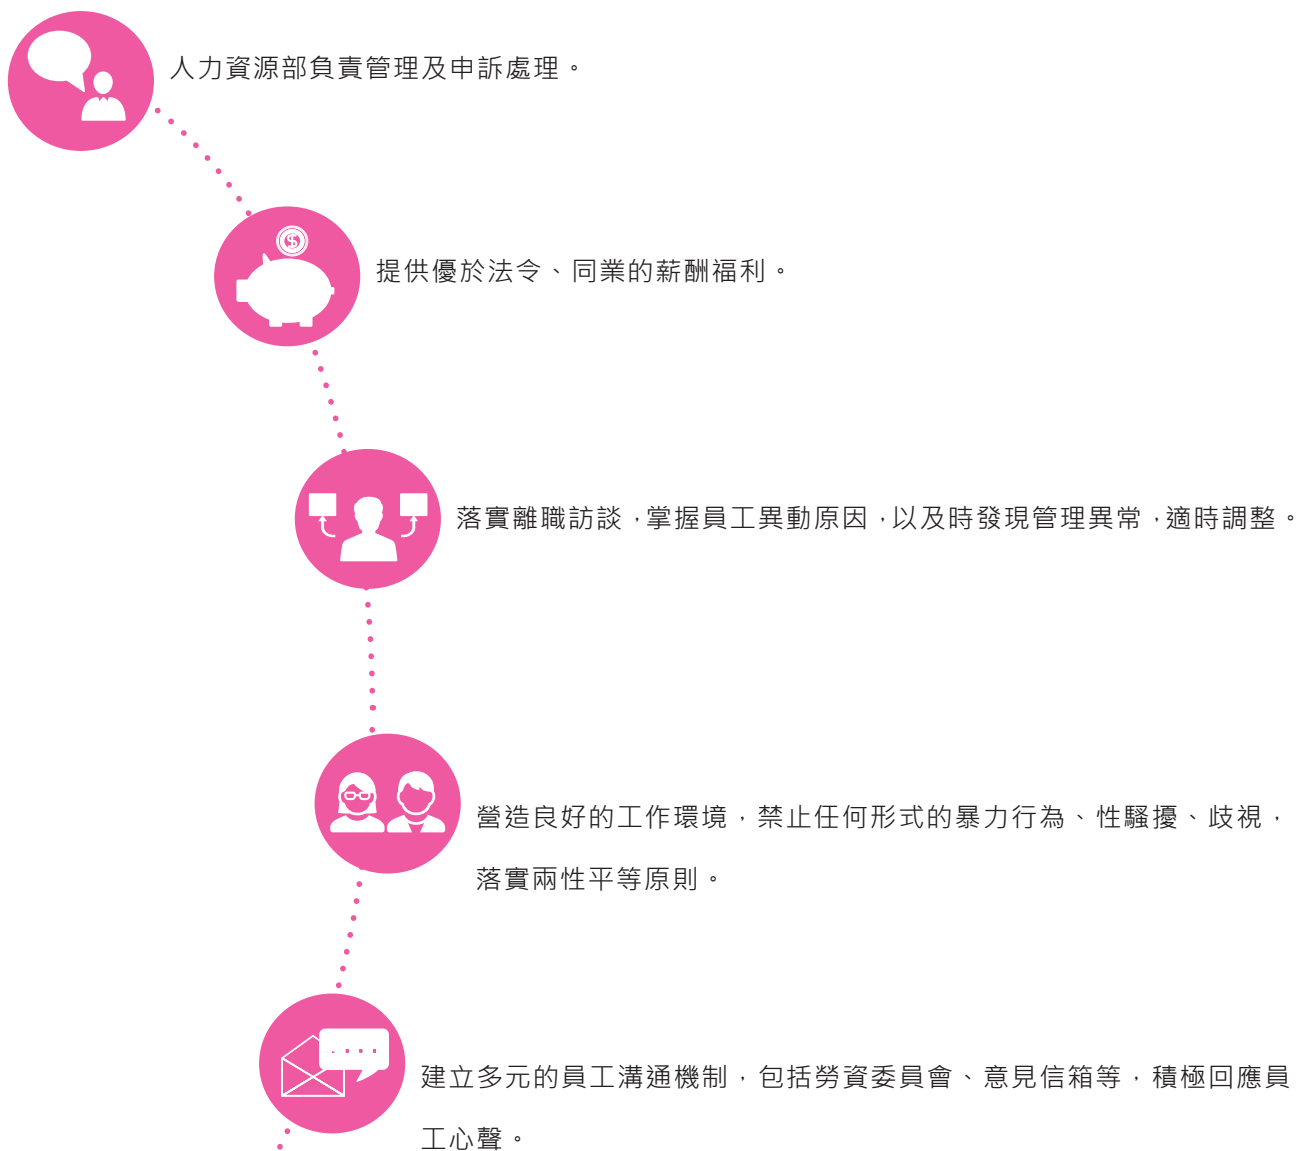 人力資源部負責管理及申訴處理。
提供優於法令、同業的薪酬福利。
落實離職訪談,掌握員工異動原因,以及時發現管理異常,適時調整。
營造良好的工作環境,禁止任何形式的暴力行為、性騷擾、歧視,
落實兩性平等原則。
建立多元的員工溝通機制,包括勞資委員會、意見信箱等,積極回應員
工心聲。